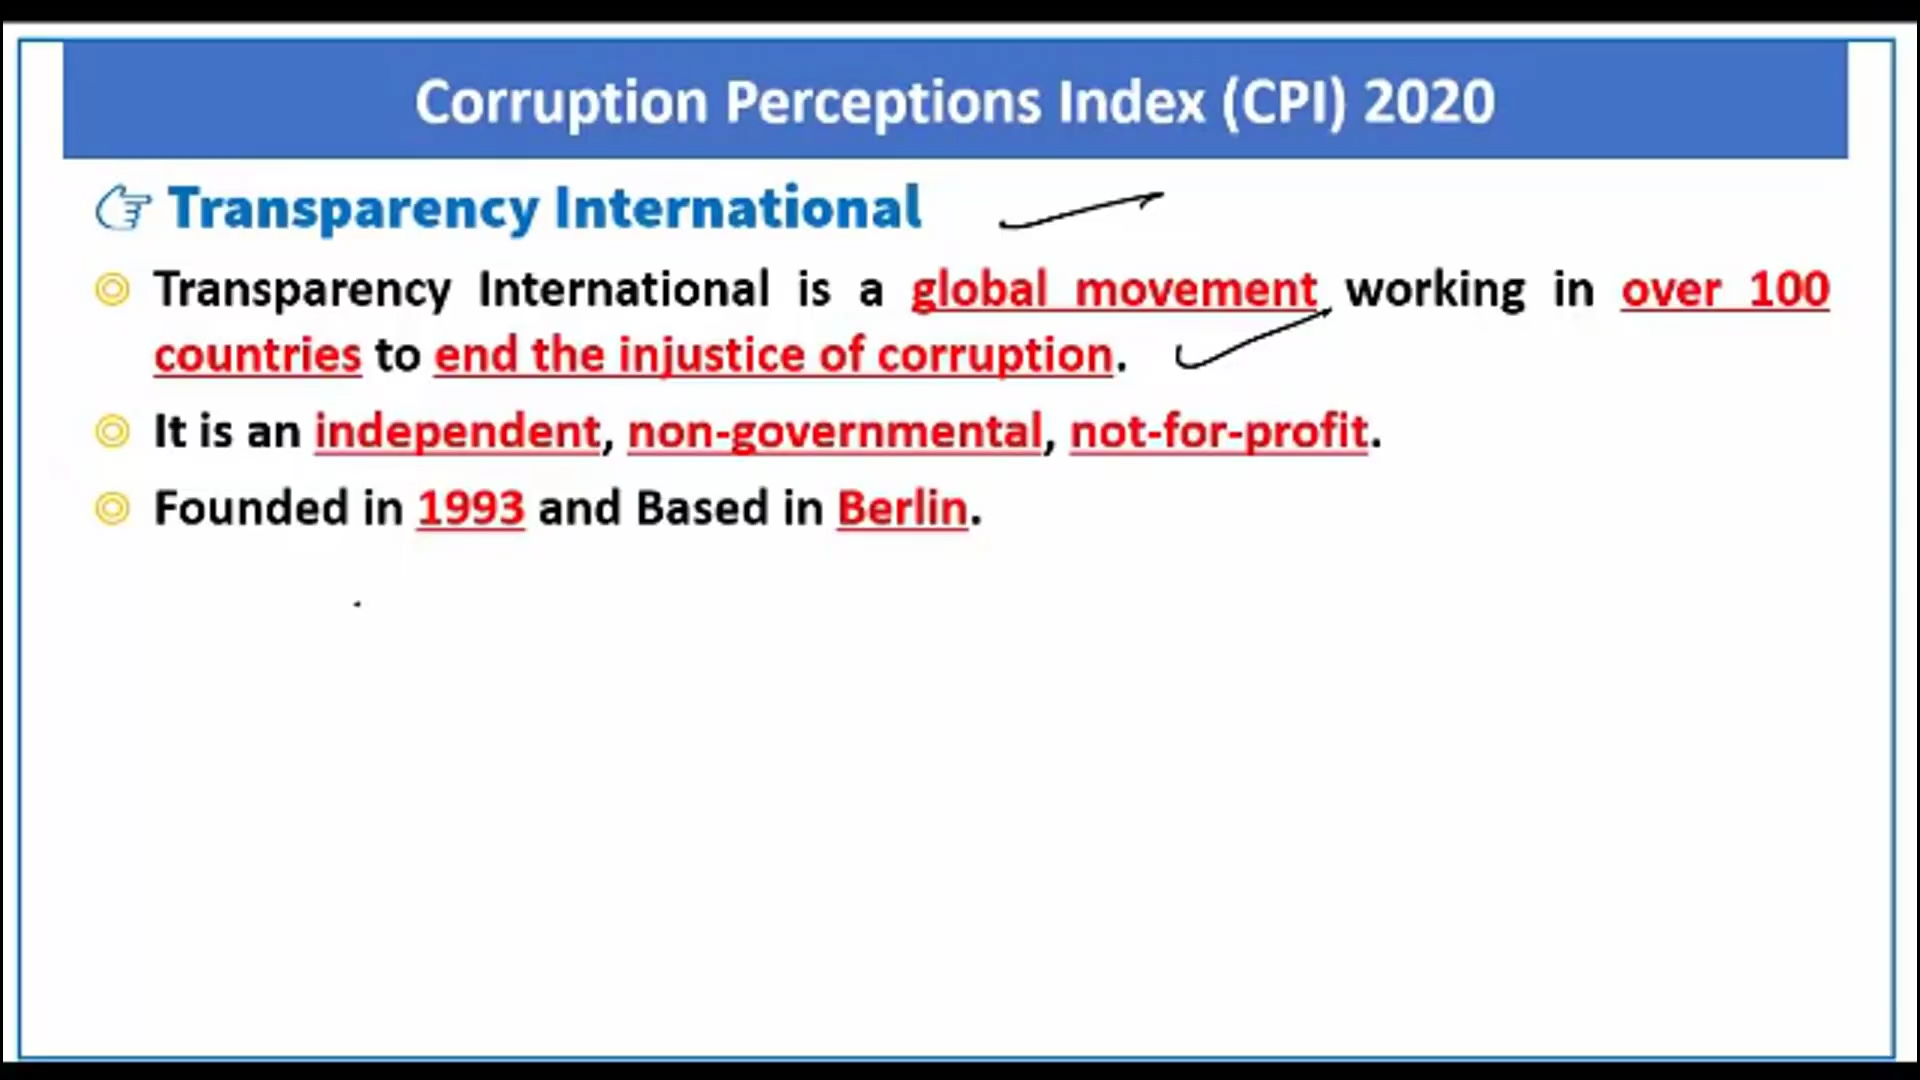 Corruption Perceptions Index (CPI) 2020
Transparency International
Transparency International is a global movement working in over 100
countries to end the injustice of corruption.
It is an independent, non-governmental, not-for-profit.
Founded in 1993 and Based in Berlin.